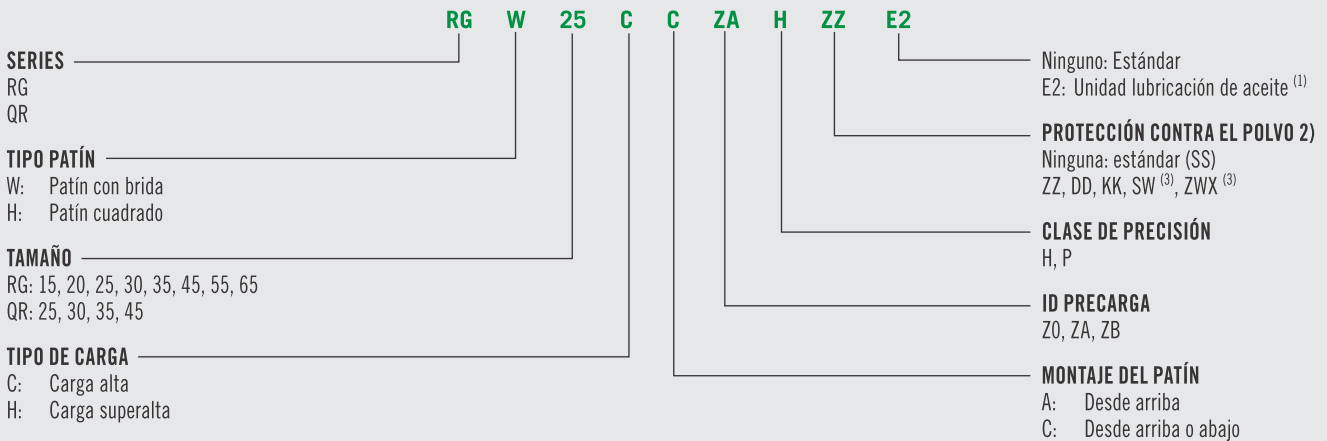 RG W 25 C C ZA H ZZ E2
SERIES
RG
QR
TIPO PATÍN
W: Patín con brida
H: Patín cuadrado
TAMAÑO
RG: 15, 20, 25, 30, 35, 45, 55, 65
QR: 25, 30, 35, 45
TIPO DE CARGA
C: Carga alta
H: Carga superalta
Ninguno: Estándar
E2: Unidad lubricación de aceite (1)
PROTECCIÓN CONTRA EL POLVO 2)
Ninguna: estándar (SS)
ZZ, DD, KK, SW (3), ZWX (3)
CLASE DE PRECISIÓN
H, P
ID PRECARGA
Z0, ZA, ZB
MONTAJE DEL PATÍN
A: Desde arriba
C: Desde arriba o abajo